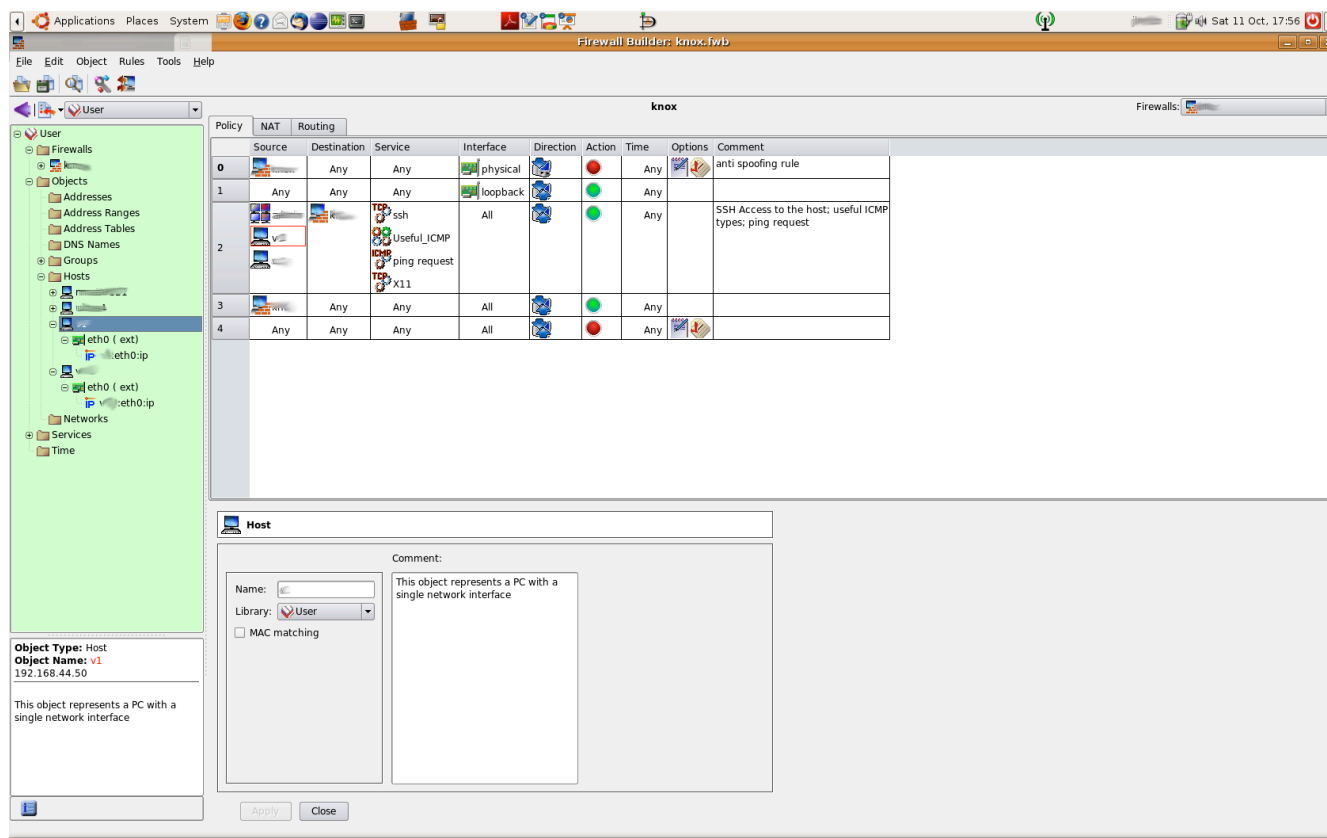 Applications Places System
Sat 11 Oct, 17:56
Firewall Builder: knox.fwb
File Edit Object Rules Tools Help
User
knox
Firewalls:
Policy NAT Routing
User
Firewalls
Objects
Addresses
Address Ranges
Address Tables
DNS Names
Groups
Hosts
eth0 ( ext)
:eth0:ip
eth0 ( ext)
:eth0:ip
Networks
Services
Time
Source Destination Service Interface Direction Action Time Options Comment
0 Any Any physical Any anti spoofing rule
1 Any Any Any loopback Any
2 TCP ssh All Any SSH Access to the host; useful ICMP
types; ping request
Useful_ICMP
ICMP ping request
TCP X11
3 Any Any All Any
4 Any Any Any All Any
Host
Comment:
Name:
Library: User
MAC matching
This object represents a PC with a
single network interface
Object Type: Host
Object Name: v1
192.168.44.50
This object represents a PC with a
single network interface
Apply Close